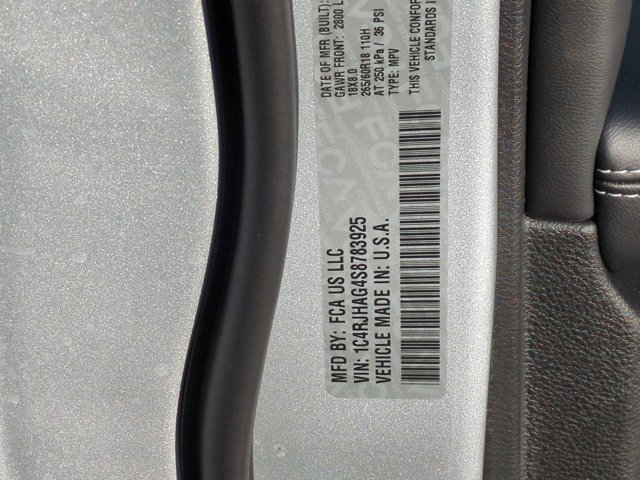 MFD BY: FCA US LLC
VIN: 1C4RJHAG4S8783925
VEHICLE MADE IN: U.S.A.
DATE OF MFR (BUILT):
GAWR FRONT: 2800 L
18X8.0
265/60R18 110H
AT 250 kPa / 36 PSI
TYPE: MPV
THIS VEHICLE CONFOR
STANDARDS I